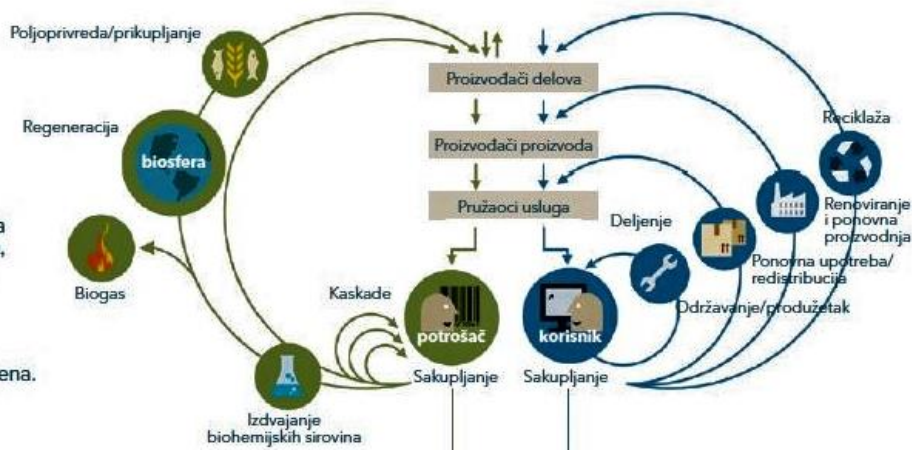 Poljoprivreda/prikupljanje
Regeneracija
biosfera
a
,
Biogas
ena.
Izdvajanje
biohemijskih sirovina
Kaskade
Proizvođači delova
Proizvođači proizvoda
Pružaoci usluga
potrošač
Sakupljanje
korisnik
Sakupljanje
Deljenje
Održavanje/produžetak
Ponovna upotreba/
redistribucija
Renoviranje
i ponovna
proizvodnja
Reciklaža